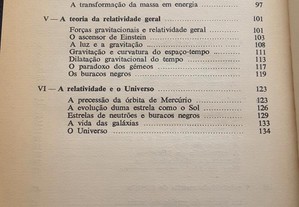 A transformação da massa em energia 97
V — A teoria da relatividade geral 101
Forças gravitacionais e relatividade geral 101
O ascensor de Einstein 103
A luz e a gravitação 108
Gravitação e curvatura do espaço-tempo 111
Dilatação gravitacional do tempo 113
O paradoxo dos gémeos 117
Os buracos negros 119
VI — A relatividade e o Universo 123
A precessão da órbita de Mercúrio 123
A evolução duma estrela como o Sol 126
Estrelas de neutrões e buracos negros 129
A vida das galáxias 133
O Universo 134